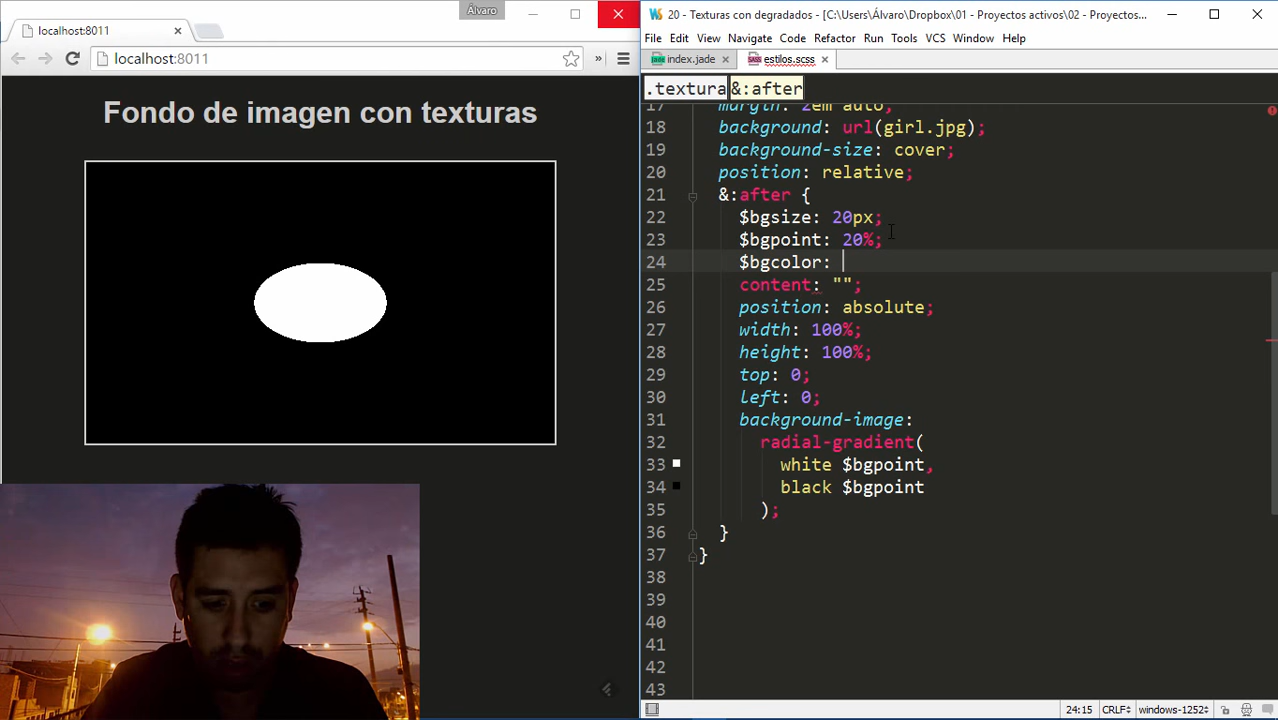 Álvaro
localhost:8011
localhost:8011
»
Fondo de imagen con texturas
20 - Texturas con degradados - [C:\Users\Álvaro\Dropbox\01 - Proyectos activos\02 - Proyectos...
File Edit View Navigate Code Refactor Run Tools VCS Window Help
index.jade estilos.scss
.textura &:after
17 margin: 2em auto;
18 background: url(girl.jpg);
19 background-size: cover;
20 position: relative;
21 &:after {
22 $bgsize: 20px;
23 $bgpoint: 20%;
24 $bgcolor:
25 content: "";
26 position: absolute;
27 width: 100%;
28 height: 100%;
29 top: 0;
30 left: 0;
31 background-image:
32 radial-gradient(
33 white $bgpoint,
34 black $bgpoint
35 );
36 }
37 }
38
39
40
41
42
43
24:15 CRLF windows-1252